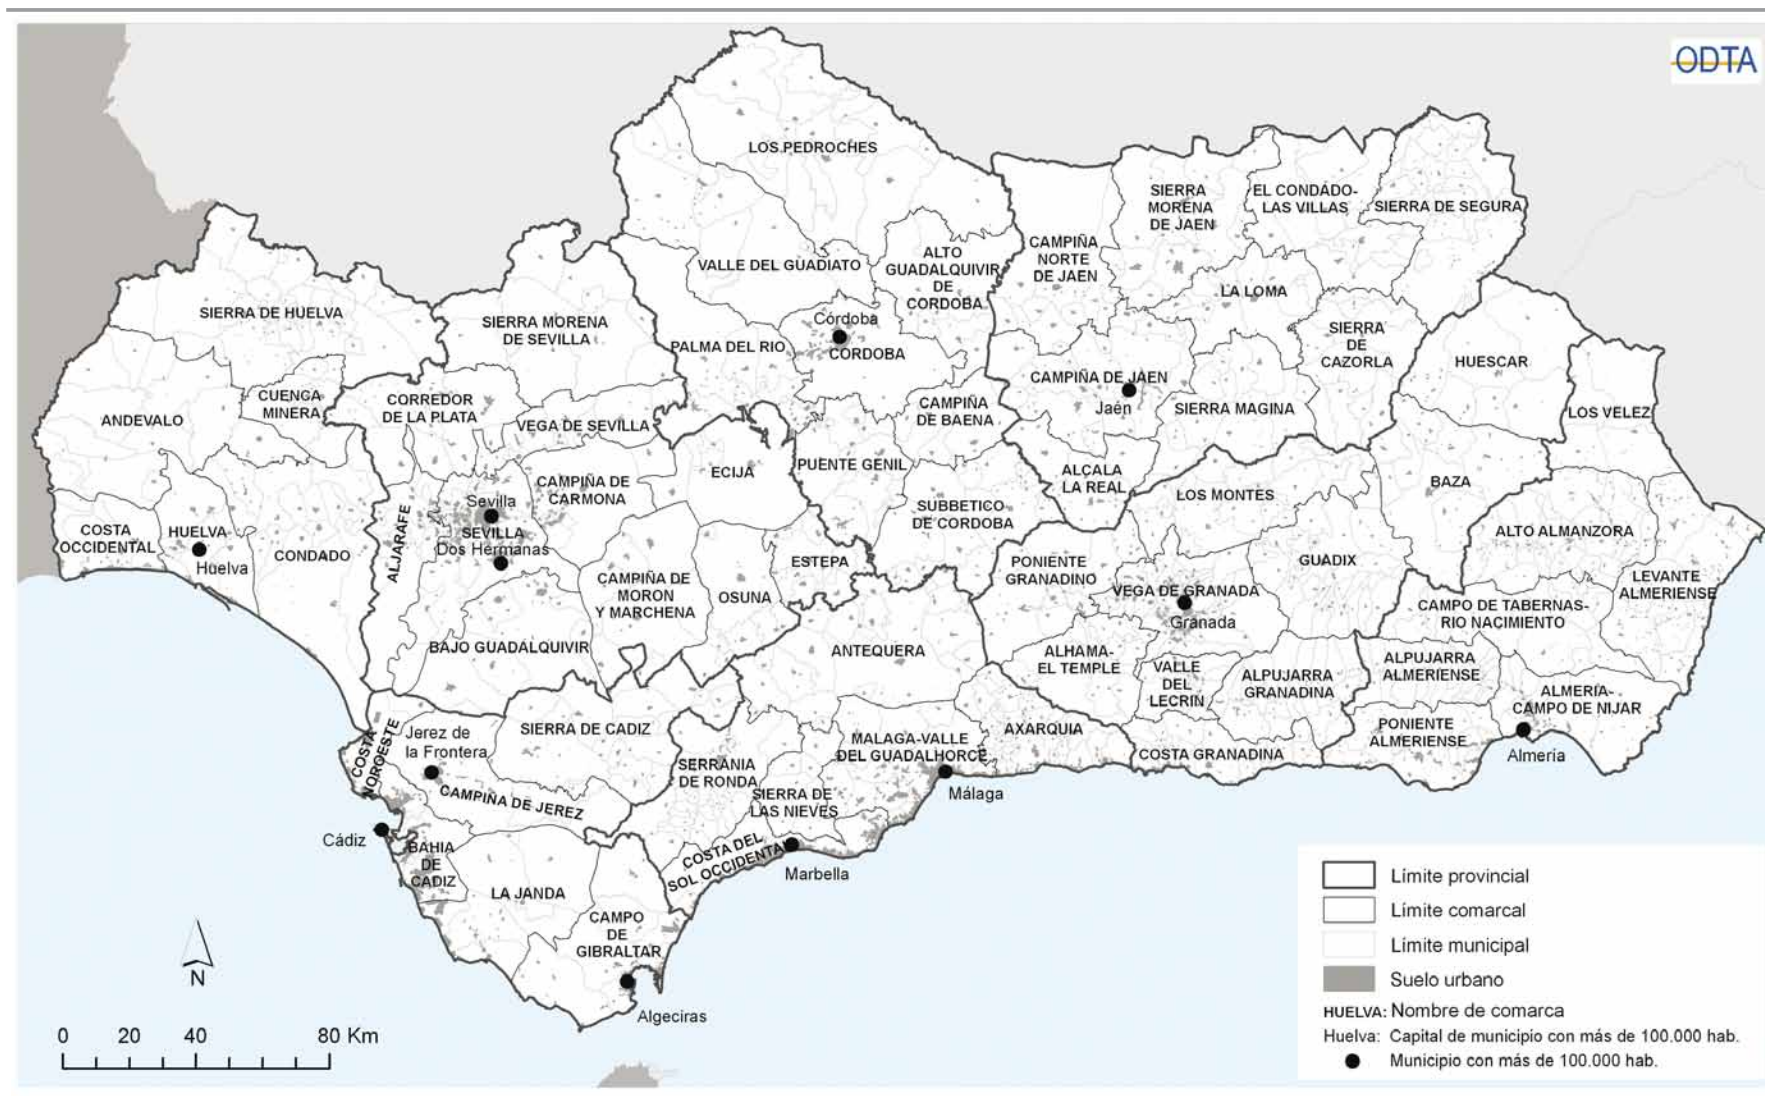 ODTA
LOS PEDROCHES
SIERRA
MORENA
DE JAEN
EL CONDADO-
LAS VILLAS
SIERRA DE SEGURA
CAMPIÑA
NORTE
DE JAEN
ALTO
GUADALQUIVIR
DE
CORDOBA
VALLE DEL GUADIATO
LA LOMA
SIERRA DE HUELVA
SIERRA MORENA
DE SEVILLA
Córdoba
CORDOBA
PALMA DEL RIO
SIERRA
DE
CAZORLA
HUESCAR
CAMPIÑA DE JAEN
Jaén
SIERRA MAGINA
CUENCA
MINERA
CORREDOR
DE LA PLATA
ANDEVALO
VEGA DE SEVILLA
CAMPIÑA
DE BAENA
LOS VELEZ
PUENTE GENIL
ECIJA
ALCALA
LA REAL
CAMPIÑA DE
CARMONA
LOS MONTES
BAZA
Sevilla
SEVILLA
Dos Hermanas
SUBBETICO
DE CORDOBA
COSTA
OCCIDENTAL
HUELVA
Huelva
CONDADO
ALJARAFE
ALTO ALMANZORA
ESTEPA
PONIENTE
GRANADINO
GUADIX
CAMPIÑA DE
MORON
Y MARCHENA
OSUNA
VEGA DE GRANADA
Granada
LEVANTE
ALMERIENSE
CAMPO DE TABERNAS-
RIO NACIMIENTO
BAJO GUADALQUIVIR
ANTEQUERA
ALHAMA-
EL TEMPLE
VALLE
DEL
LECRIN
ALPUJARRA
GRANADINA
ALPUJARRA
ALMERIENSE
ALMERIA-
CAMPO DE NIJAR
COSTA
NOROESTE
Jerez de
la Frontera
SIERRA DE CADIZ
MALAGA-VALLE
DEL GUADALHORCE
AXARQUIA
COSTA GRANADINA
PONIENTE
ALMERIENSE
Almería
SERRANIA
DE RONDA
SIERRA DE
LAS NIEVES
Málaga
CAMPIÑA DE JEREZ
Cádiz
BAHIA
DE
CADIZ
COSTA DEL
SOL OCCIDENTAL
Marbella
LA JANDA
CAMPO
DE
GIBRALTAR
Algeciras
N
0 20 40 80 Km
Límite provincial
Límite comarcal
Límite municipal
Suelo urbano
HUELVA: Nombre de comarca
Huelva: Capital de municipio con más de 100.000 hab.
Municipio con más de 100.000 hab.